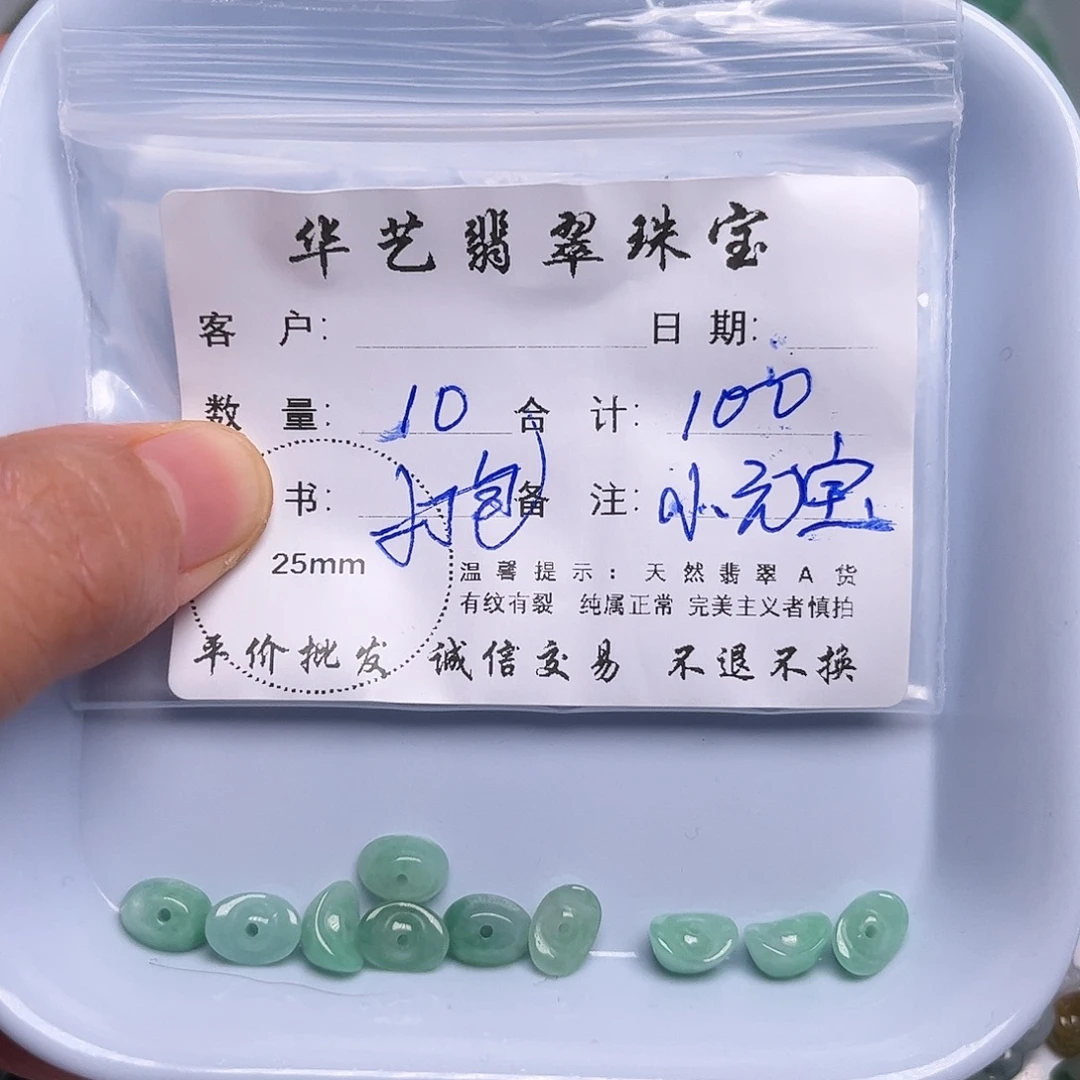 华艺翡翠珠宝
客 户: 日 期:
数 量: 10 合 计: 100
书: 打包 备 注: 小元宝
25mm
温馨提示: 天然翡翠A货
有纹有裂 纯属正常 完美主义者慎拍
平价批发 诚信交易 不退不换